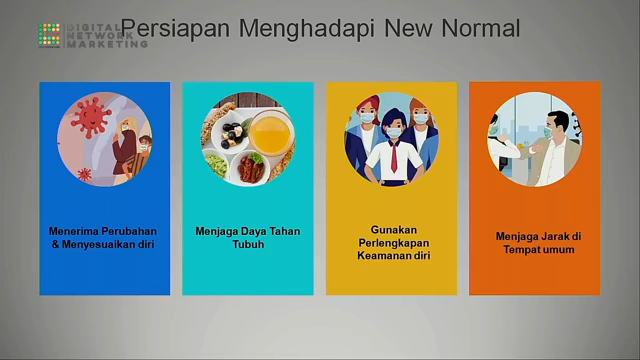 Persiapan Menghadapi New Normal
DIGITAL
NETWORK
MARKETING
Menerima Perubahan
& Menyesuaikan diri
Menjaga Daya Tahan
Tubuh
Gunakan
Perlengkapan
Keamanan diri
Menjaga Jarak di
Tempat umum